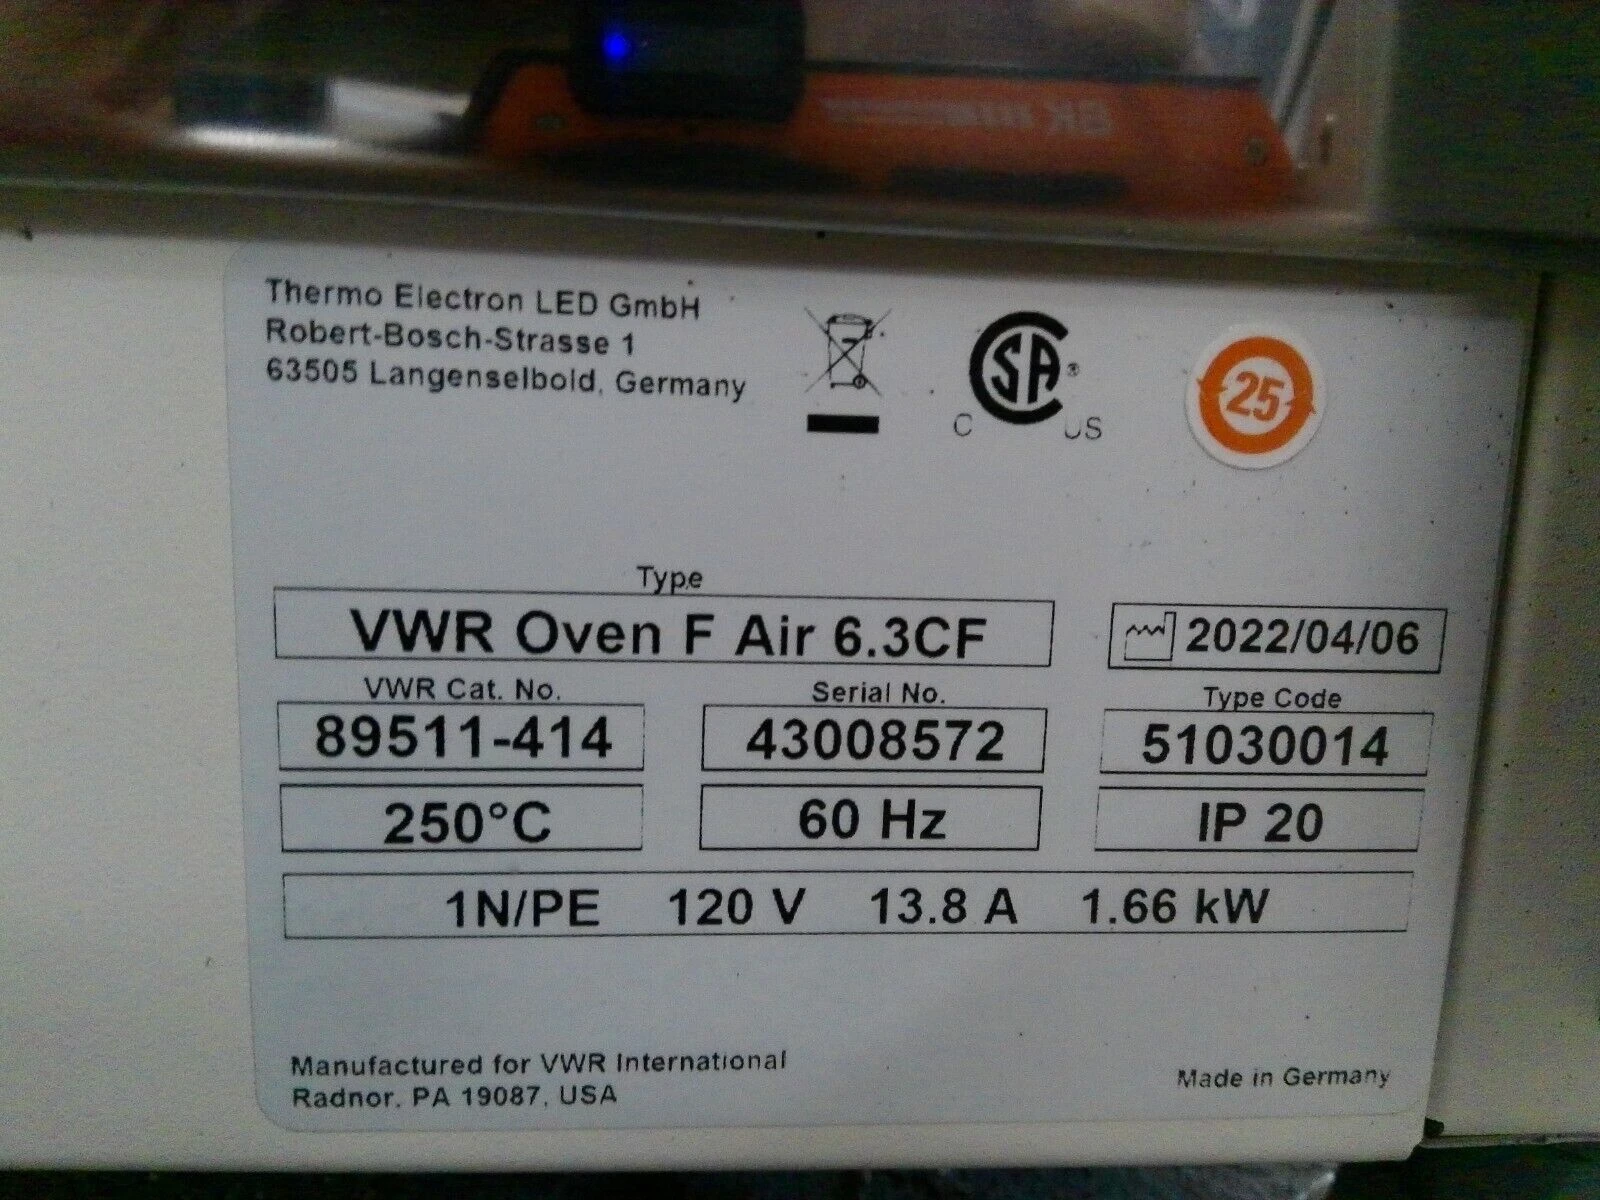 Thermo Electron LED GmbH
Robert-Bosch-Strasse 1
63505 Langenselbold, Germany
CSA®
C US
25
Type
VWR Oven F Air 6.3CF
2022/04/06
VWR Cat. No. Serial No. Type Code
89511-414 43008572 51030014
250°C 60 Hz IP 20
1N/PE 120 V 13.8 A 1.66 kW
Manufactured for VWR International
Radnor, PA 19087, USA
Made in Germany